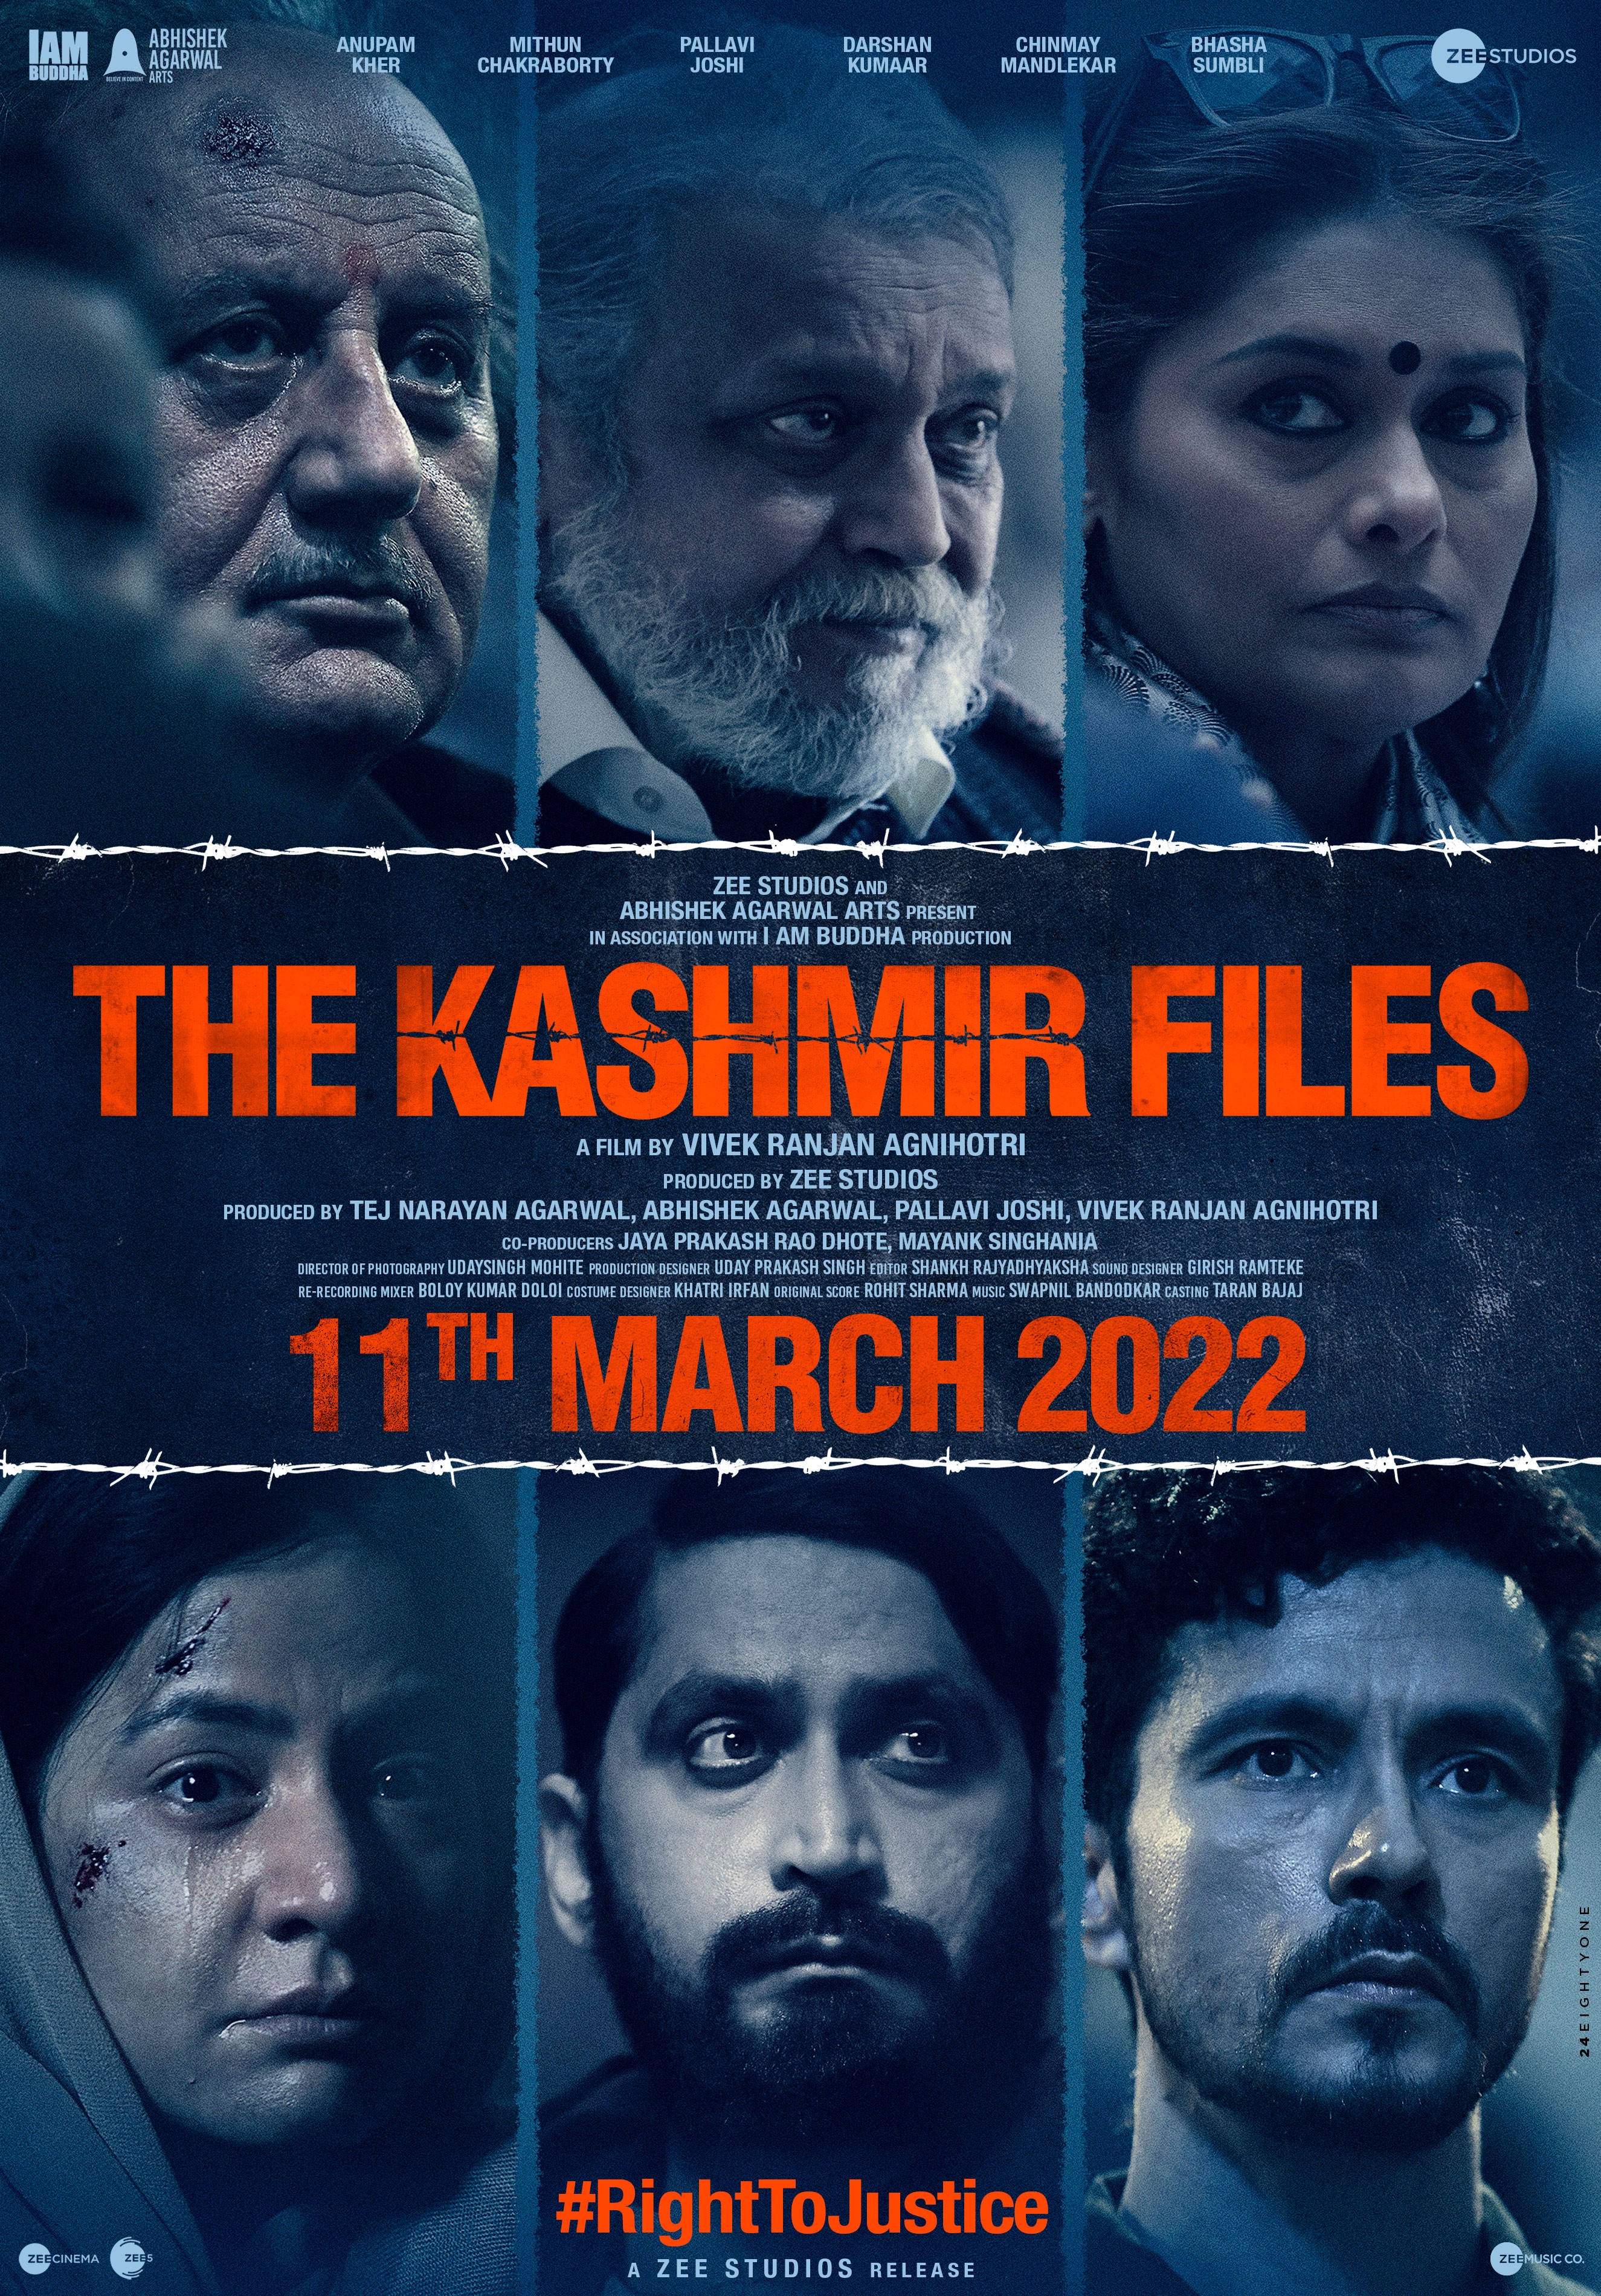 IAM
BUDDHA
BELIEVE IN CONTENT
ABHISHEK
AGARWAL
ARTS
ANUPAM
KHER
MITHUN
CHAKRABORTY
PALLAVI
JOSHI
DARSHAN
KUMAAR
CHINMAY
MANDLEKAR
BHASHA
SUMBLI
ZEESTUDIOS
ZEE STUDIOS AND
ABHISHEK AGARWAL ARTS PRESENT
IN ASSOCIATION WITH I AM BUDDHA PRODUCTION
THE KASHMIR FILES
A FILM BY VIVEK RANJAN AGNIHOTRI
PRODUCED BY ZEE STUDIOS
PRODUCED BY TEJ NARAYAN AGARWAL, ABHISHEK AGARWAL, PALLAVI JOSHI, VIVEK RANJAN AGNIHOTRI
CO-PRODUCERS JAYA PRAKASH RAO DHOTE, MAYANK SINGHANIA
DIRECTOR OF PHOTOGRAPHY UDAYSINGH MOHITE PRODUCTION DESIGNER UDAY PRAKASH SINGH EDITOR SHANKH RAJYADHYAKSHA SOUND DESIGNER GIRISH RAMTEKE
RE-RECORDING MIXER BOLOY KUMAR DOLOI COSTUME DESIGNER KHATRI IRFAN ORIGINAL SCORE ROHIT SHARMA MUSIC SWAPNIL BANDODKAR CASTING TARAN BAJAJ
11TH MARCH 2022
24EIGHTYONE
#RightToJustice
A ZEE STUDIOS RELEASE
ZEECINEMA
ZEE5
ZEEMUSIC CO.